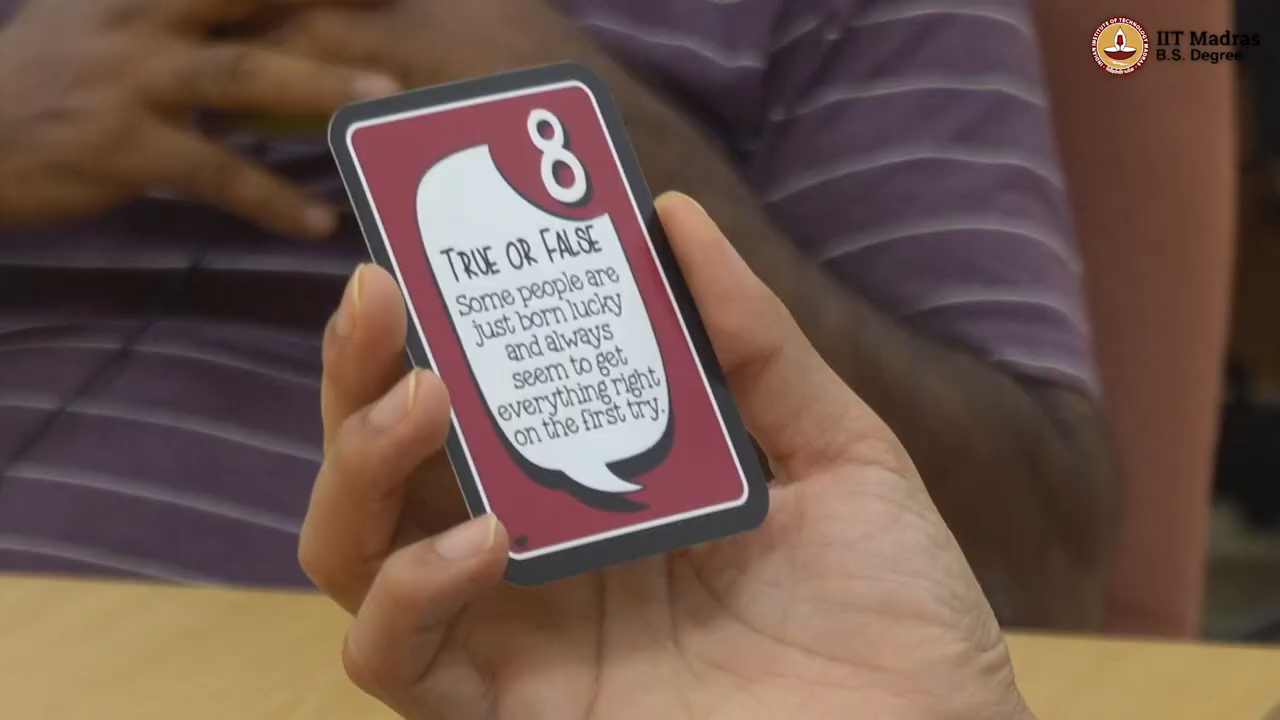 IIT Madras
B.S. Degree
8
TRUE OR FALSE
Some people are
just born lucky
and always
seem to get
everything right
on the first try.